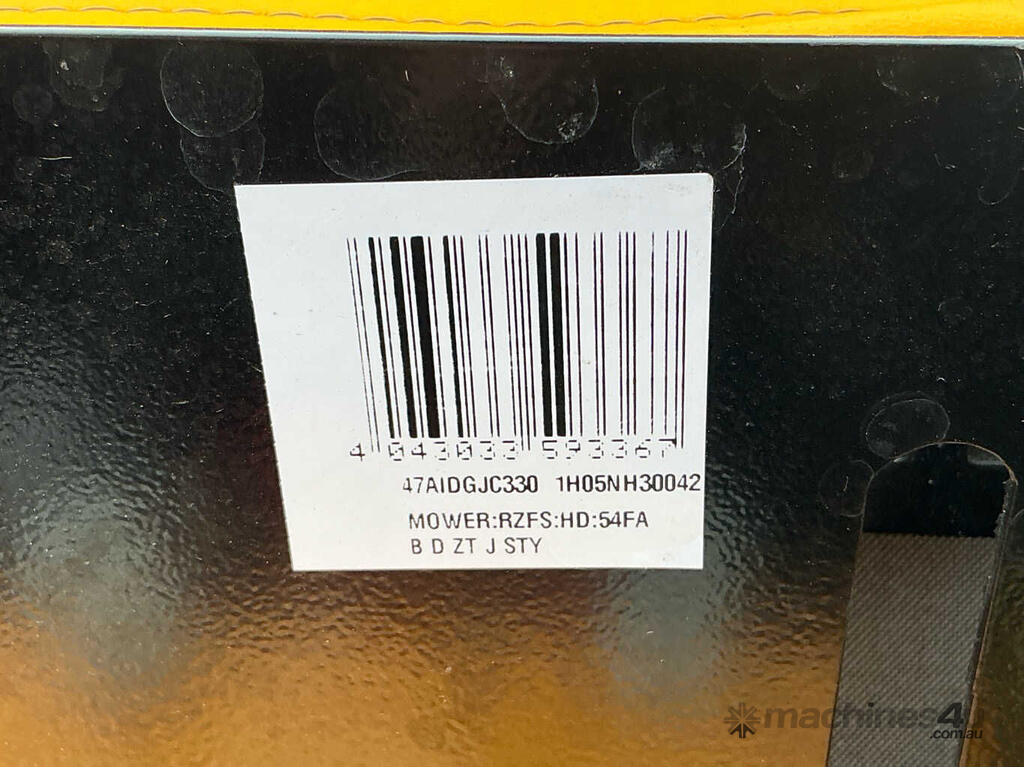 4 043033 593367
47AIDGJC330 1H05NH30042
MOWER:RZFS:HD:54FA
B D ZT J STY
machines4u
.com.au